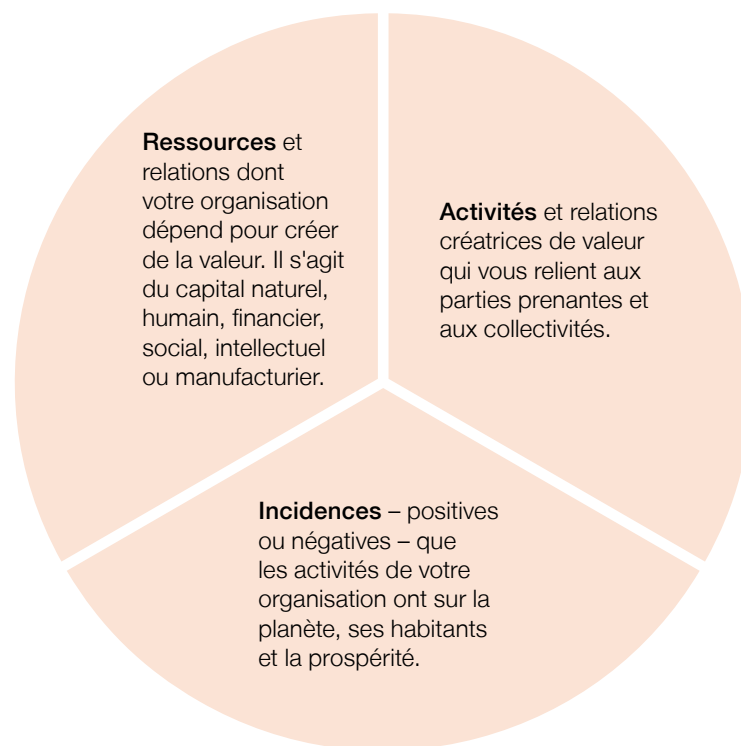 Ressources et
relations dont
votre organisation
dépend pour créer
de la valeur. Il s'agit
du capital naturel,
humain, financier,
social, intellectuel
ou manufacturier.
Activités et relations
créatrices de valeur
qui vous relient aux
parties prenantes et
aux collectivités.
Incidences – positives
ou négatives – que
les activités de votre
organisation ont sur la
planète, ses habitants
et la prospérité.